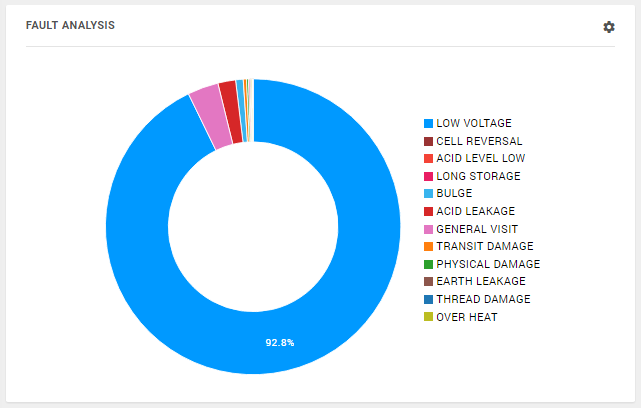 FAULT ANALYSIS
LOW VOLTAGE
CELL REVERSAL
ACID LEVEL LOW
LONG STORAGE
BULGE
ACID LEAKAGE
GENERAL VISIT
TRANSIT DAMAGE
PHYSICAL DAMAGE
EARTH LEAKAGE
THREAD DAMAGE
OVER HEAT
92.8%